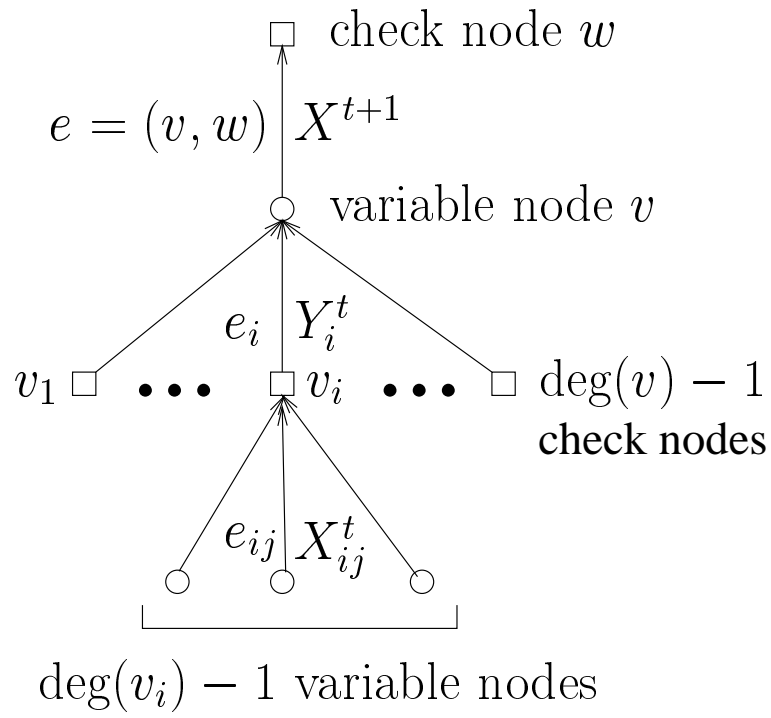 check node w
e = (v, w) X^{t+1}
variable node v
e_i Y_i^t
v_1 ••• v_i ••• deg(v) − 1
check nodes
e_{ij} X_{ij}^t
deg(v_i) − 1 variable nodes